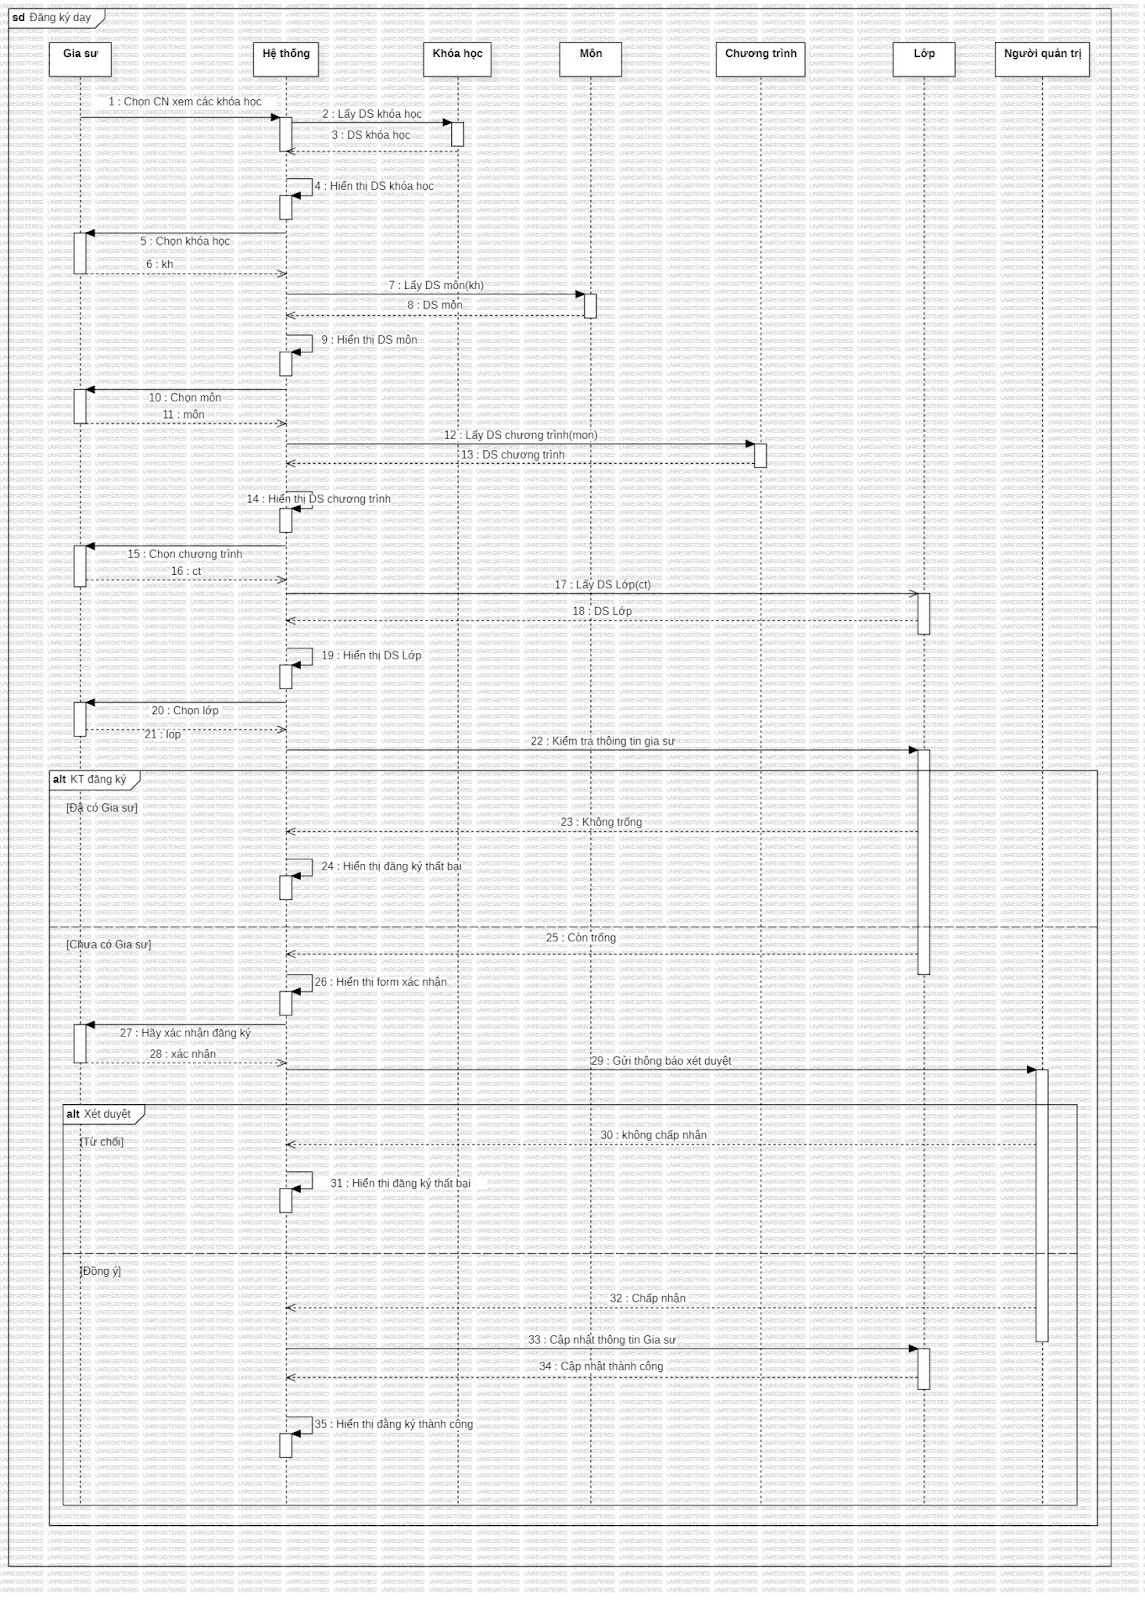 sd Đăng ký dạy
Gia sư
Hệ thống
Khóa học
Môn
Chương trình
Lớp
Người quản trị
1 : Chọn CN xem các khóa học
2 : Lấy DS khóa học
3 : DS khóa học
4 : Hiển thị DS khóa học
5 : Chọn khóa học
6 : kh
7 : Lấy DS môn(kh)
8 : DS môn
9 : Hiển thị DS môn
10 : Chọn môn
11 : môn
12 : Lấy DS chương trình(mon)
13 : DS chương trình
14 : Hiển thị DS chương trình
15 : Chọn chương trình
16 : ct
17 : Lấy DS Lớp(ct)
18 : DS Lớp
19 : Hiển thị DS Lớp
20 : Chọn lớp
21 : lop
22 : Kiểm tra thông tin gia sư
alt KT đăng ký
[Đã có Gia sư]
23 : Không trống
24 : Hiển thị đăng ký thất bại
[Chưa có Gia sư]
25 : Còn trống
26 : Hiển thị form xác nhận
27 : Hãy xác nhận đăng ký
28 : xác nhận
29 : Gửi thông báo xét duyệt
alt Xét duyệt
[Từ chối]
30 : không chấp nhận
31 : Hiển thị đăng ký thất bại
[Đồng ý]
32 : Chấp nhận
33 : Cập nhật thông tin Gia sư
34 : Cập nhật thành công
35 : Hiển thị đăng ký thành công
UNREGISTERED